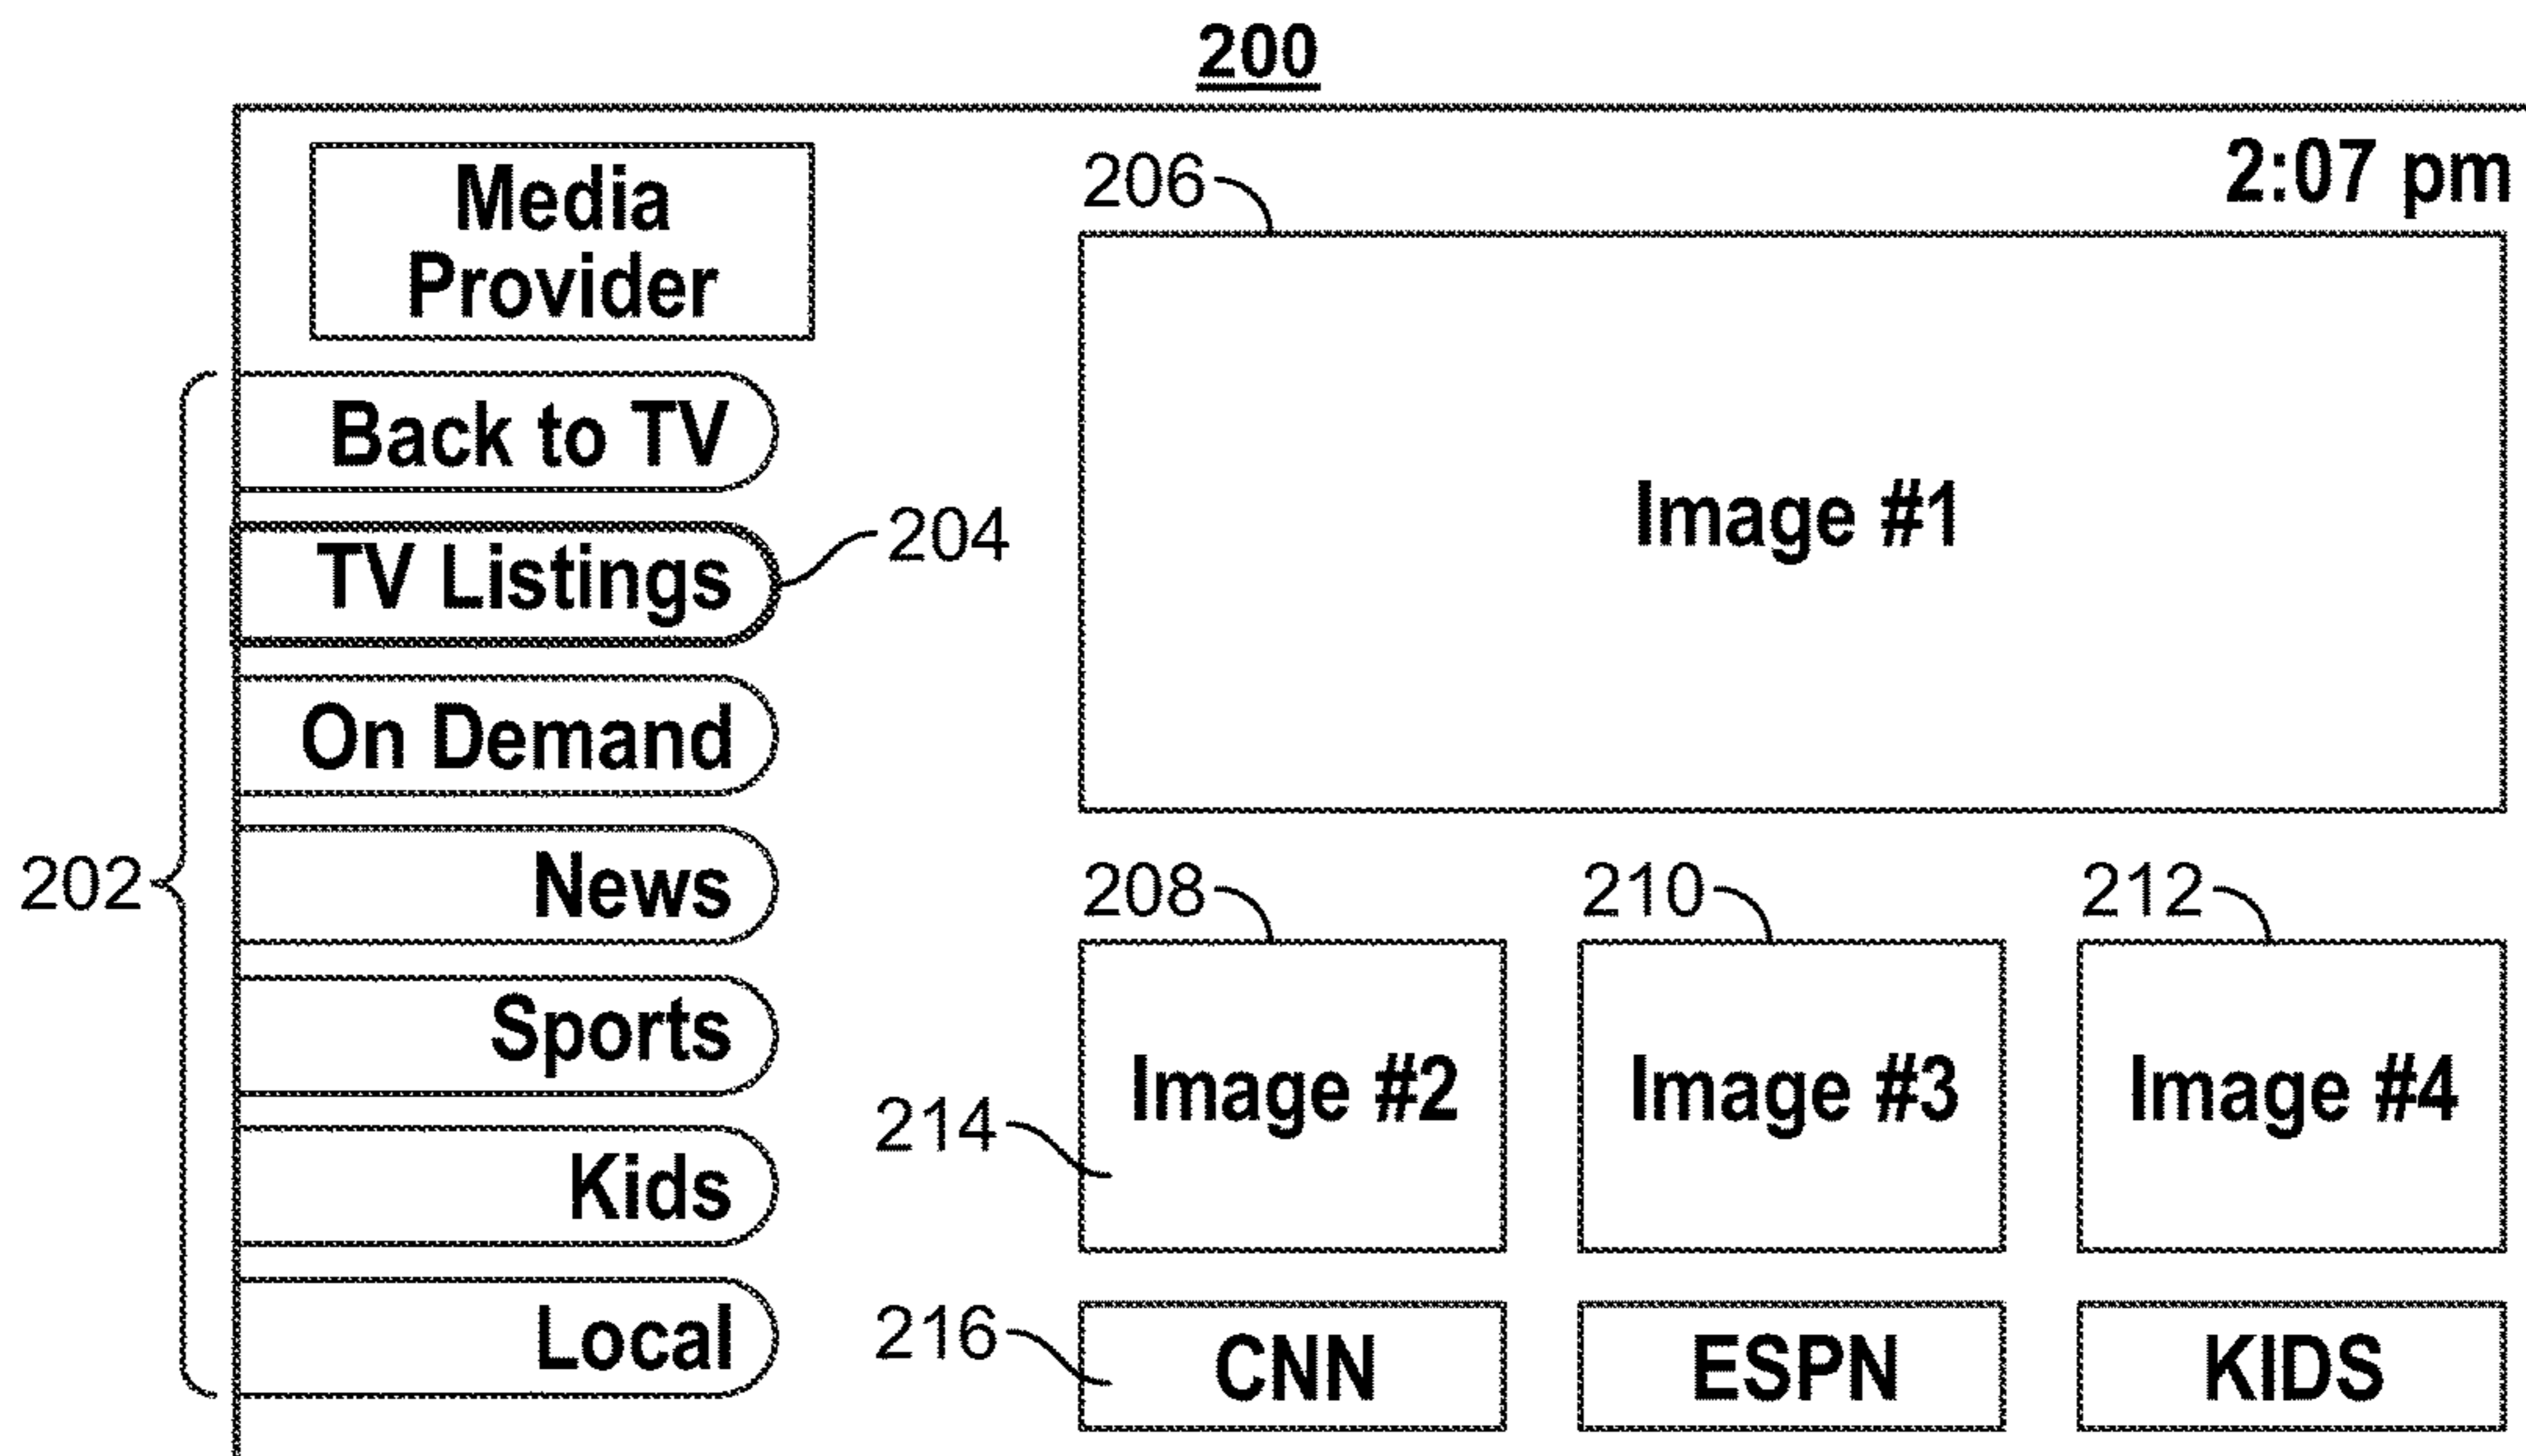 200
Media
Provider
2:07 pm
206
Image #1
Back to TV
TV Listings
204
On Demand
News
202
Sports
Kids
Local
208
210
212
Image #2
Image #3
Image #4
214
216
CNN
ESPN
KIDS